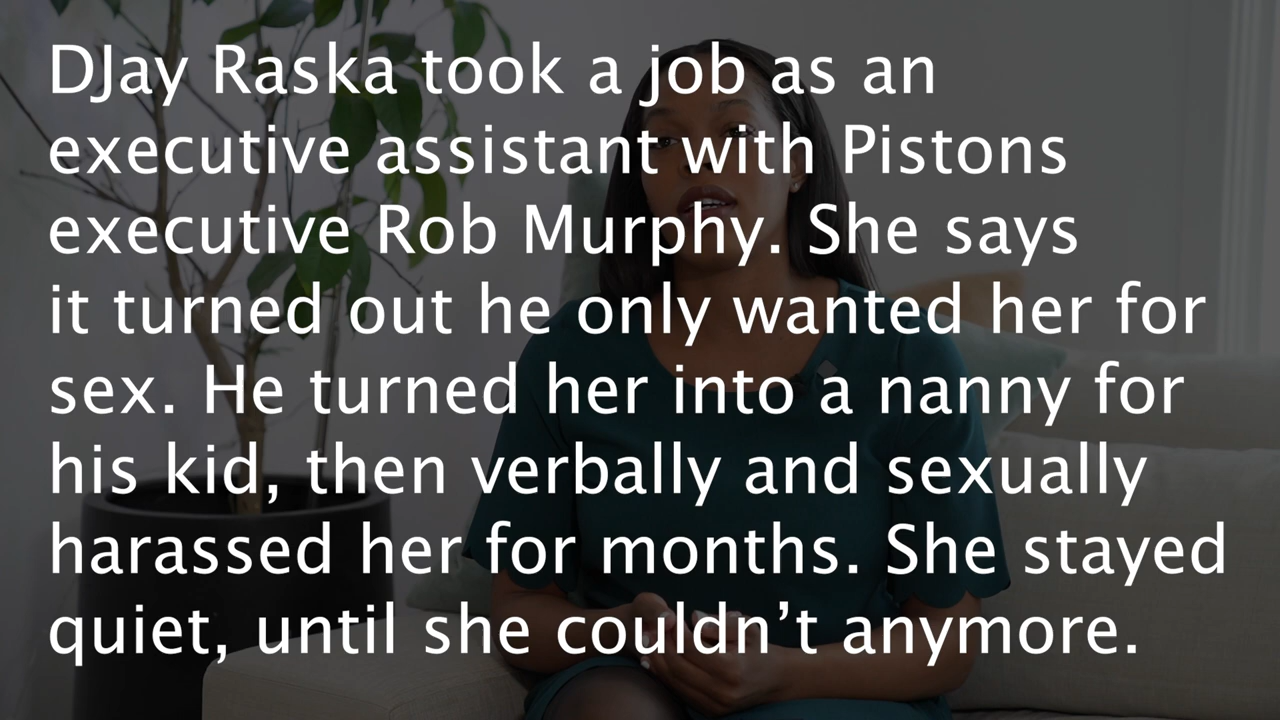 DJay Raska took a job as an
executive assistant with Pistons
executive Rob Murphy. She says
it turned out he only wanted her for
sex. He turned her into a nanny for
his kid, then verbally and sexually
harassed her for months. She stayed
quiet, until she couldn’t anymore.